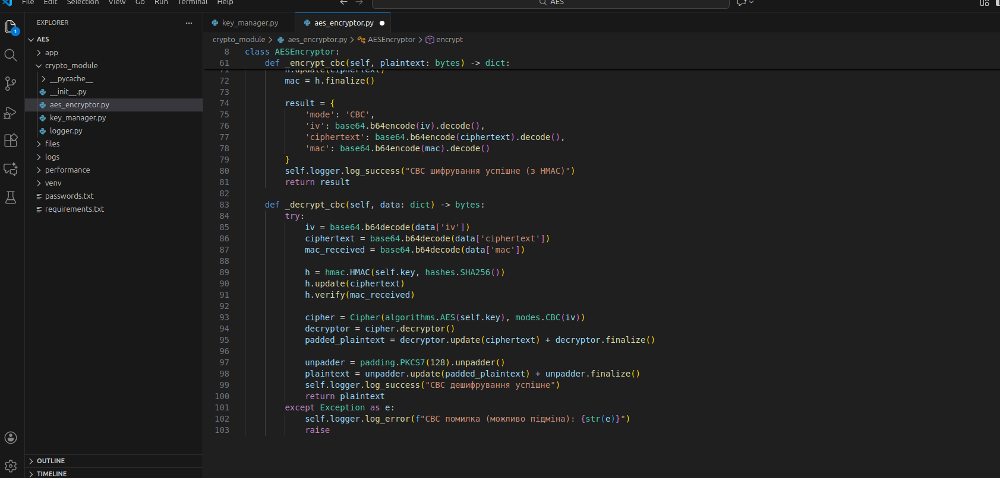 File Edit Selection View Go Run Terminal Help
AES
EXPLORER
AES
app
crypto_module
__pycache__
__init__.py
aes_encryptor.py
key_manager.py
logger.py
files
logs
performance
venv
passwords.txt
requirements.txt
OUTLINE
TIMELINE
1
key_manager.py aes_encryptor.py
crypto_module > aes_encryptor.py > AESEncryptor > encrypt
8 class AESEncryptor:
61 def _encrypt_cbc(self, plaintext: bytes) -> dict:
71 h.update(ciphertext)
72 mac = h.finalize()
73
74 result = {
75 'mode': 'CBC',
76 'iv': base64.b64encode(iv).decode(),
77 'ciphertext': base64.b64encode(ciphertext).decode(),
78 'mac': base64.b64encode(mac).decode()
79 }
80 self.logger.log_success("CBC шифрування успішне (з HMAC)")
81 return result
82
83 def _decrypt_cbc(self, data: dict) -> bytes:
84 try:
85 iv = base64.b64decode(data['iv'])
86 ciphertext = base64.b64decode(data['ciphertext'])
87 mac_received = base64.b64decode(data['mac'])
88
89 h = hmac.HMAC(self.key, hashes.SHA256())
90 h.update(ciphertext)
91 h.verify(mac_received)
92
93 cipher = Cipher(algorithms.AES(self.key), modes.CBC(iv))
94 decryptor = cipher.decryptor()
95 padded_plaintext = decryptor.update(ciphertext) + decryptor.finalize()
96
97 unpadder = padding.PKCS7(128).unpadder()
98 plaintext = unpadder.update(padded_plaintext) + unpadder.finalize()
99 self.logger.log_success("CBC дешифрування успішне")
100 return plaintext
101 except Exception as e:
102 self.logger.log_error(f"CBC помилка (можливо підміна): {str(e)}")
103 raise